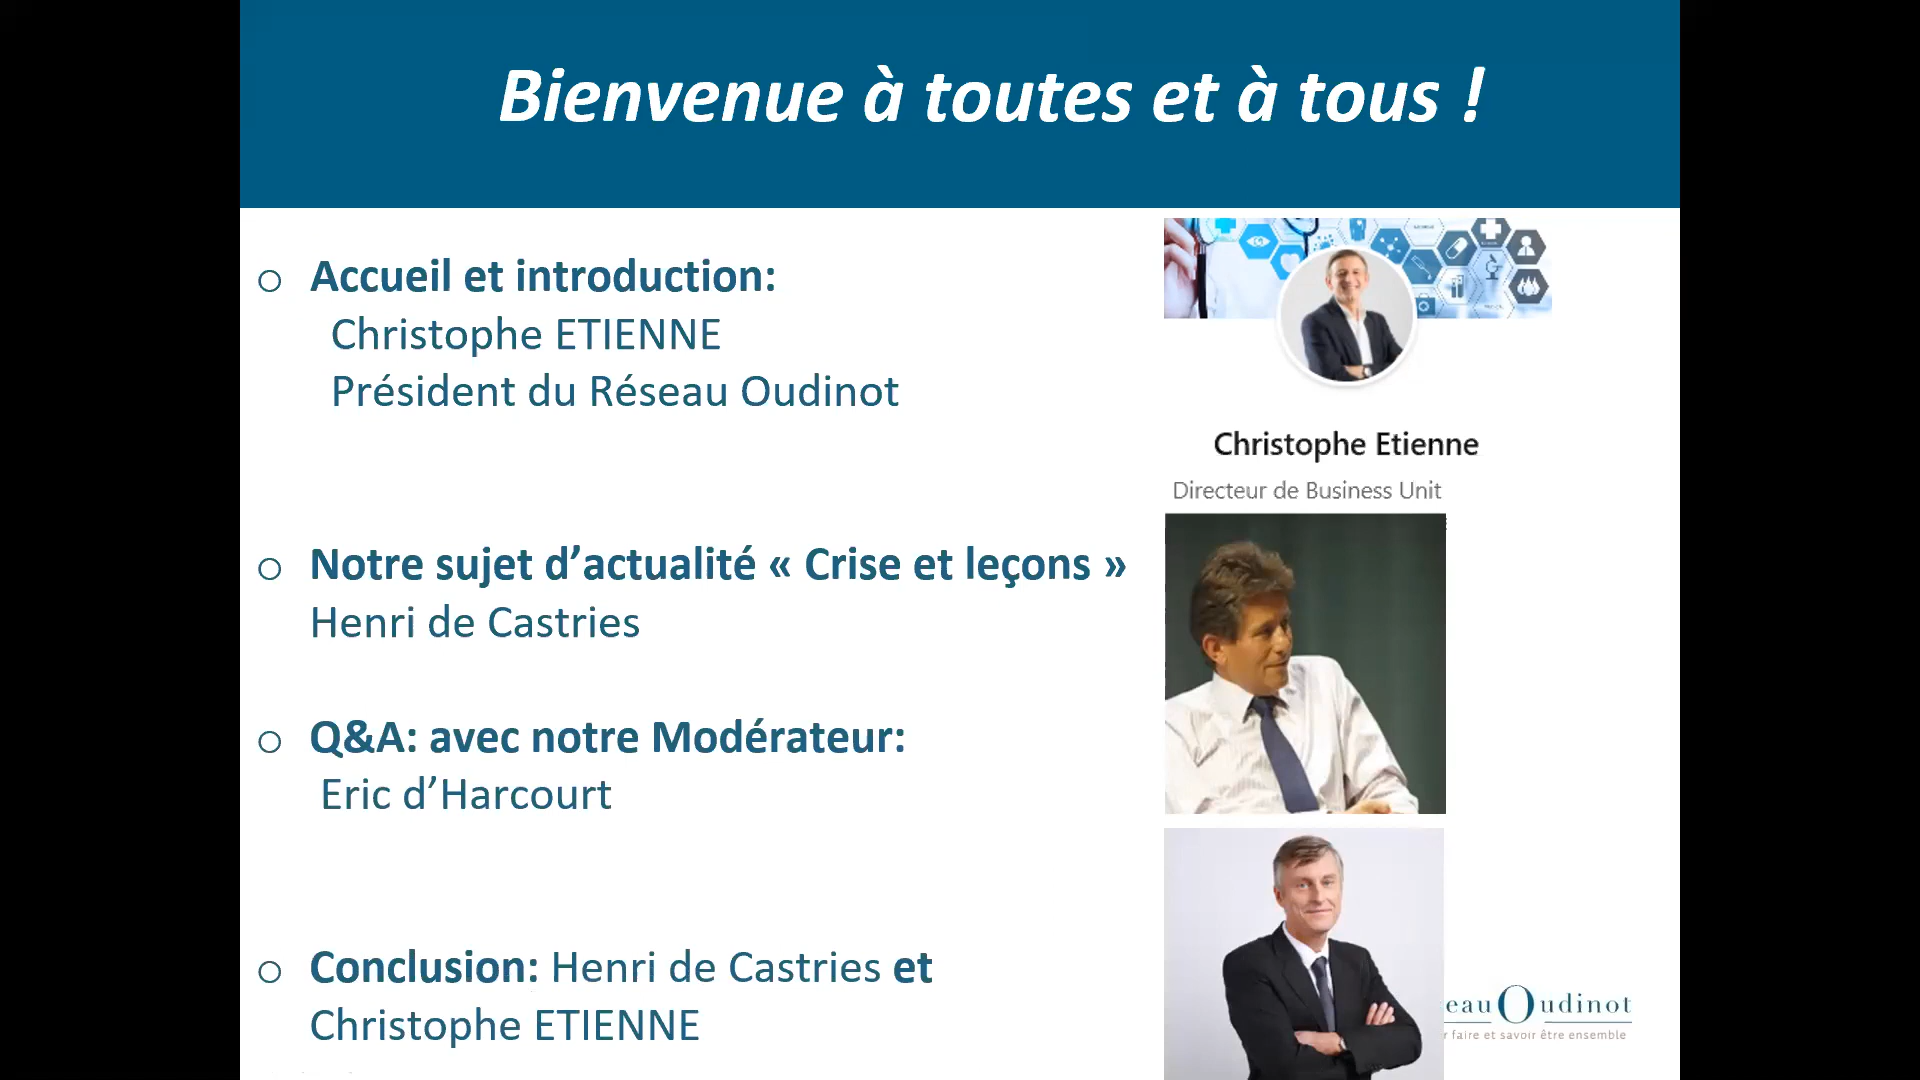 Bienvenue à toutes et à tous !
o Accueil et introduction:
Christophe ETIENNE
Président du Réseau Oudinot
Christophe Etienne
Directeur de Business Unit
o Notre sujet d’actualité « Crise et leçons »
Henri de Castries
o Q&A: avec notre Modérateur:
Eric d’Harcourt
o Conclusion: Henri de Castries et
Christophe ETIENNE
eau Oudinot
faire et savoir être ensemble